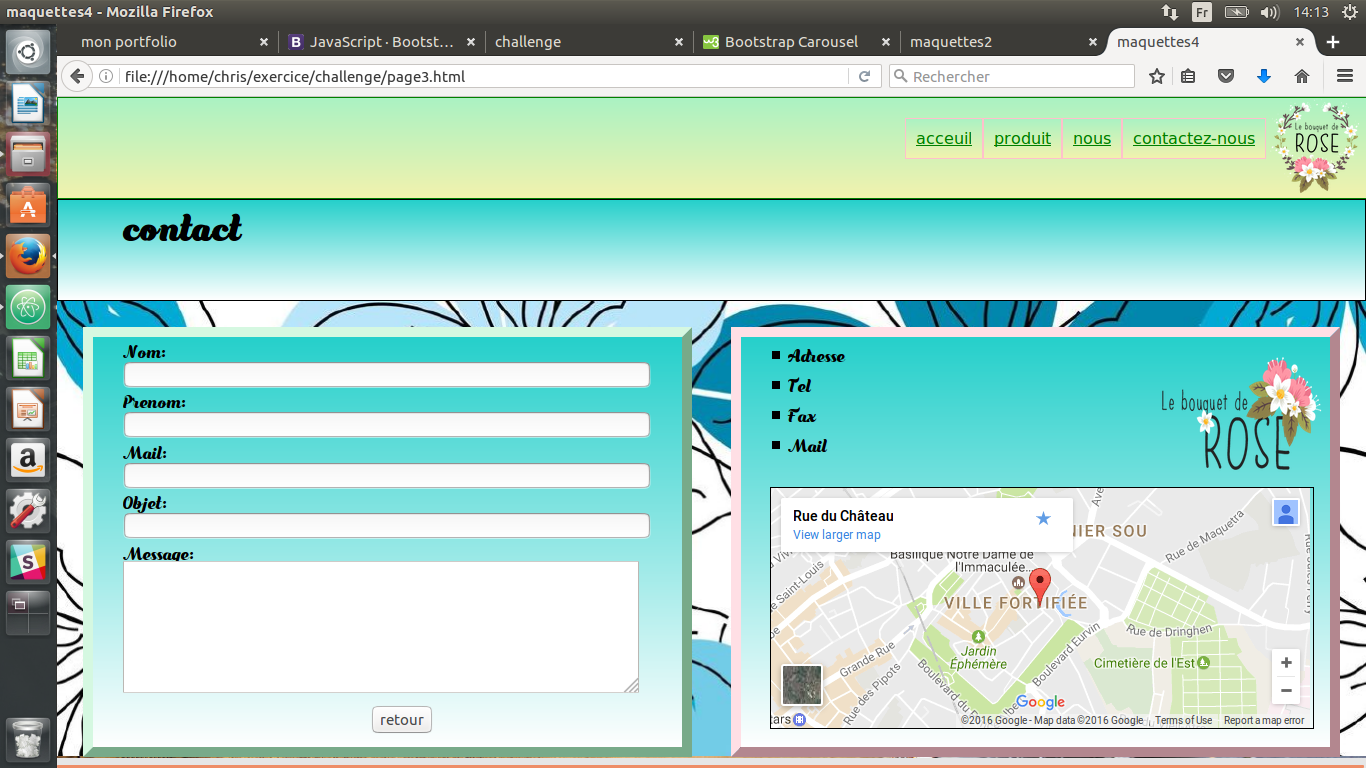 maquettes4 - Mozilla Firefox
Fr
14:13
mon portfolio
JavaScript · Bootst…
challenge
Bootstrap Carousel
maquettes2
maquettes4
file:///home/chris/exercice/challenge/page3.html
Rechercher
acceuil
produit
nous
contactez-nous
Le bouquet de
ROSE
contact
Nom:
Prenom:
Mail:
Objet:
Message:
retour
Adresse
Tel
Fax
Mail
Le bouquet de
ROSE
Rue du Château
View larger map
NIER SOU
Rue de Maquetra
Basilique Notre Dame de
l'Immaculée…
Saint-Louis
VILLE FORTIFIÉE
Rue de Dringhen
Jardin
Éphémère
Boulevard Eurvin
Cimetière de l'Est
Grande Rue
Rue des Pipots
Boulevard du
tars
Google
©2016 Google - Map data ©2016 Google
Terms of Use
Report a map error